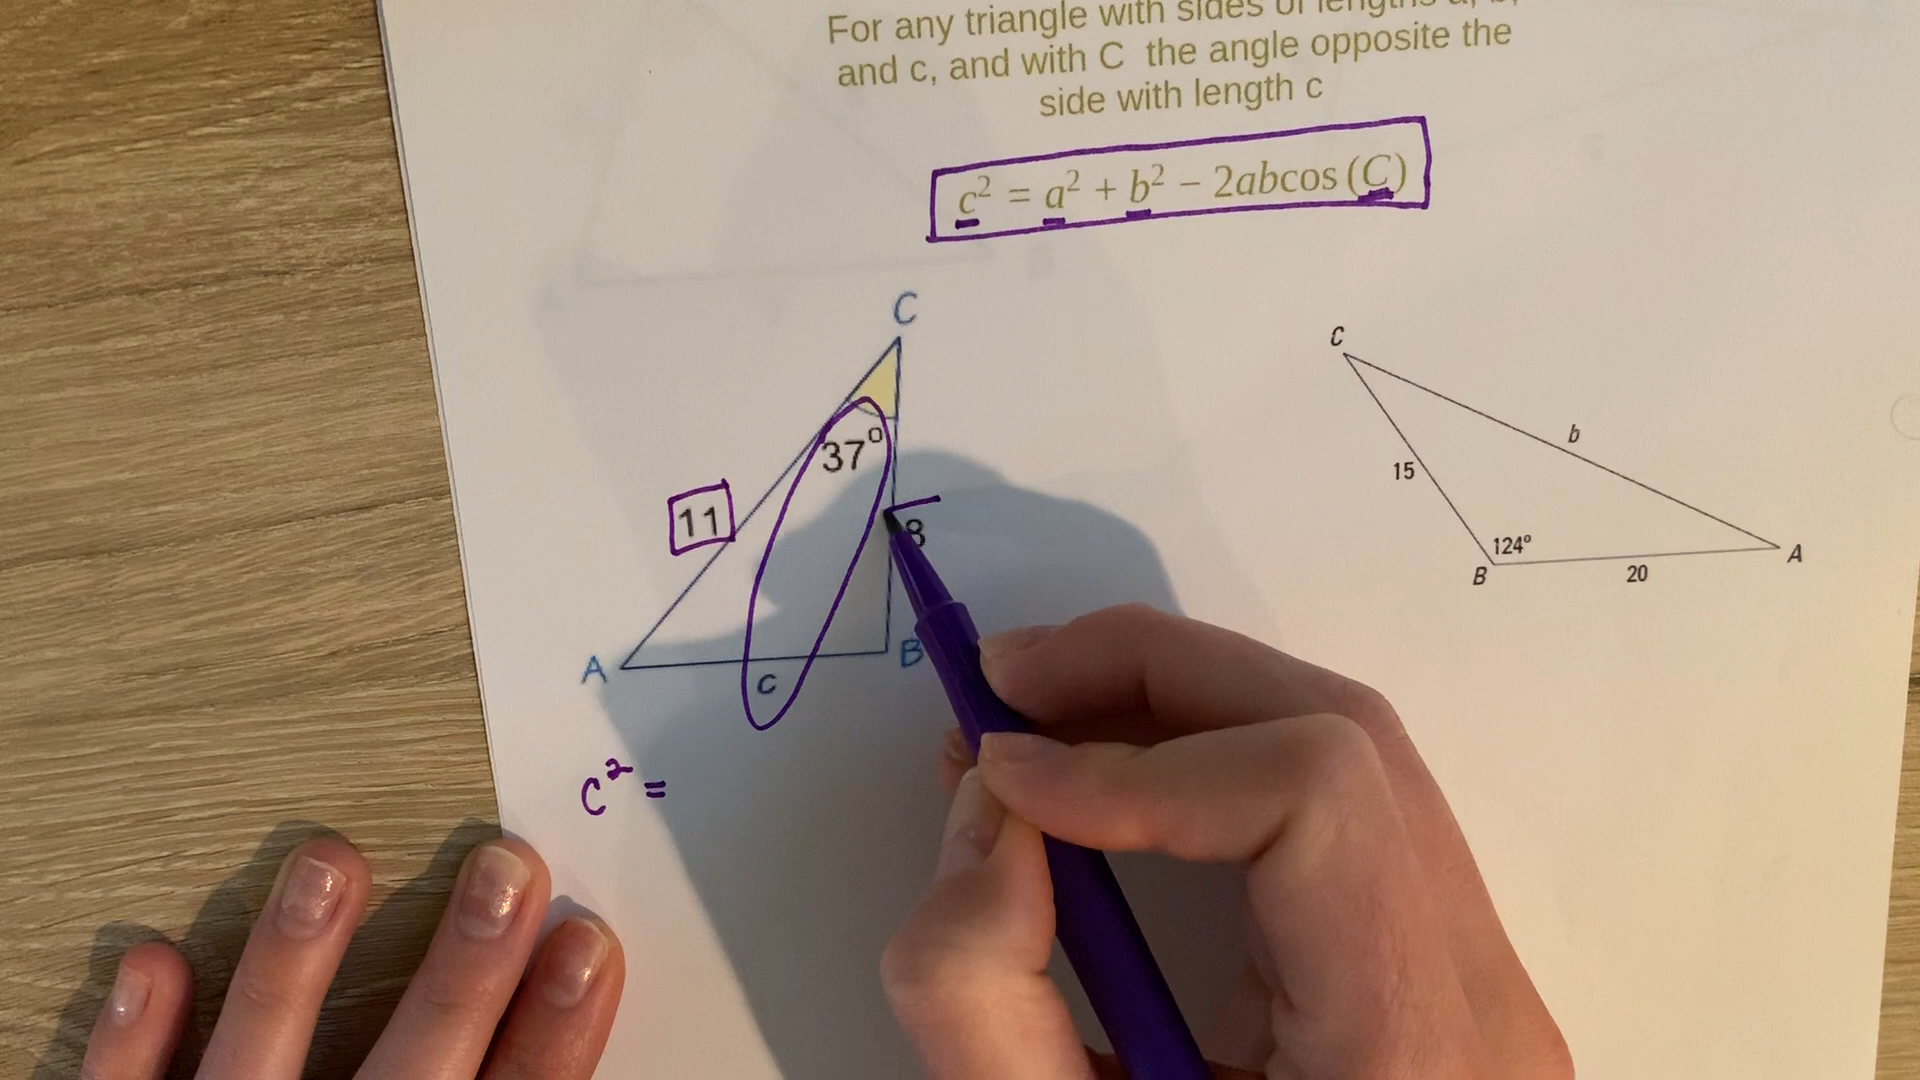 For any triangle with sides of lengths a, b,
and c, and with C the angle opposite the
side with length c
c² = a² + b² − 2abcos (C)
C
37°
11
8
A
B
c
c² =
C
b
15
124°
B
20
A